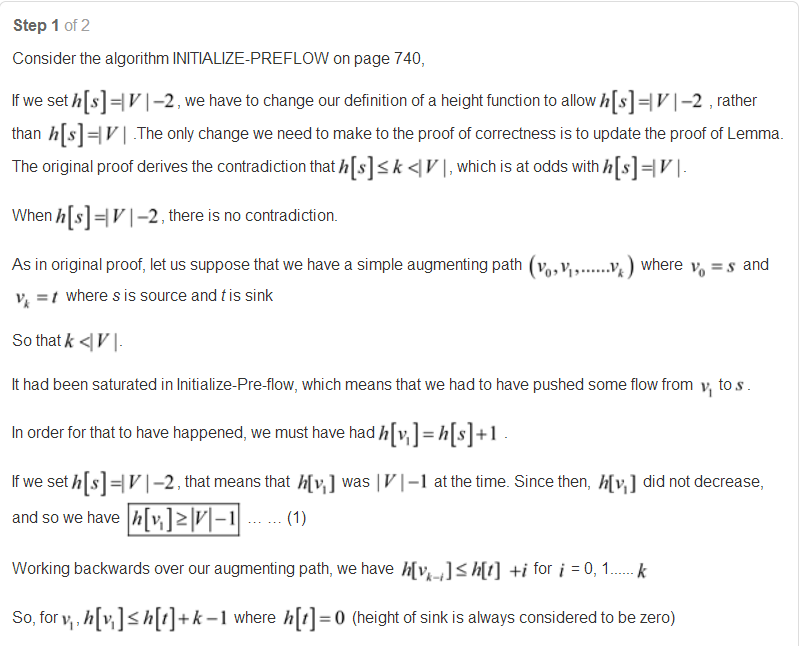 Step 1 of 2
Consider the algorithm INITIALIZE-PREFLOW on page 740,
If we set h[s]=|V|−2, we have to change our definition of a height function to allow h[s]=|V|−2 , rather
than h[s]=|V| .The only change we need to make to the proof of correctness is to update the proof of Lemma.
The original proof derives the contradiction that h[s]≤k<|V|, which is at odds with h[s]=|V|.
When h[s]=|V|−2, there is no contradiction.
As in original proof, let us suppose that we have a simple augmenting path (v₀,v₁,......vₖ) where v₀ = s and
vₖ = t where s is source and t is sink
So that k <|V|.
It had been saturated in Initialize-Pre-flow, which means that we had to have pushed some flow from v₁ to s.
In order for that to have happened, we must have had h[v₁]=h[s]+1 .
If we set h[s]=|V|−2, that means that h[v₁] was |V|−1 at the time. Since then, h[v₁] did not decrease,
and so we have h[v₁]≥|V|−1 ... ... (1)
Working backwards over our augmenting path, we have h[vₖ₋ᵢ]≤h[t] +i for i = 0, 1...... k
So, for v₁, h[v₁]≤h[t]+k−1 where h[t]=0 (height of sink is always considered to be zero)